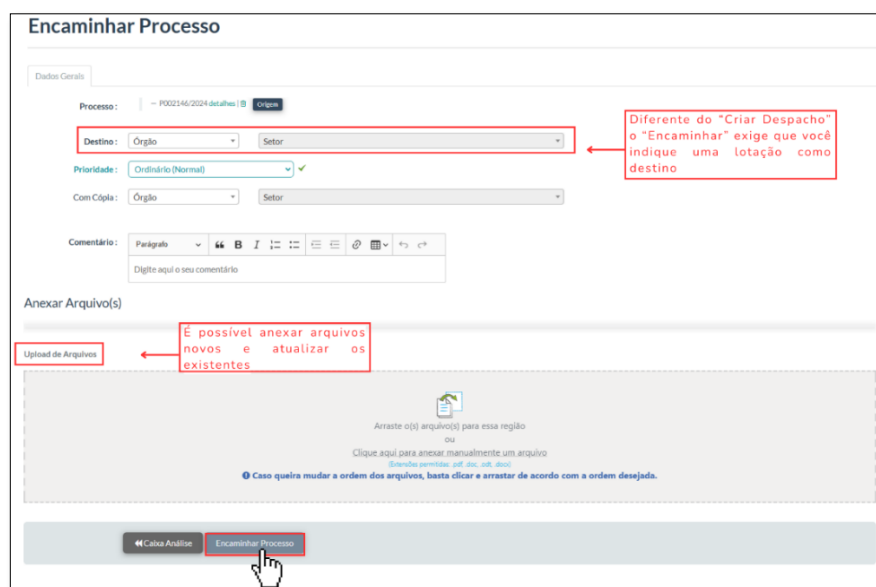 Encaminhar Processo
Dados Gerais
Processo : — P002146/2024 detalhes | Origem
Diferente do "Criar Despacho"
o "Encaminhar" exige que você
indique uma lotação como
destino
Destino : Órgão Setor
Prioridade : Ordinário (Normal)
Com Cópia : Órgão Setor
Comentário : Parágrafo B I
Digite aqui o seu comentário
Anexar Arquivo(s)
É possível anexar arquivos
novos e atualizar os
existentes
Upload de Arquivos
Arraste o(s) arquivo(s) para essa região
ou
Clique aqui para anexar manualmente um arquivo
(Extensões permitidas: pdf, doc, odt, docx)
Caso queira mudar a ordem dos arquivos, basta clicar e arrastar de acordo com a ordem desejada.
Caixa Análise Encaminhar Processo